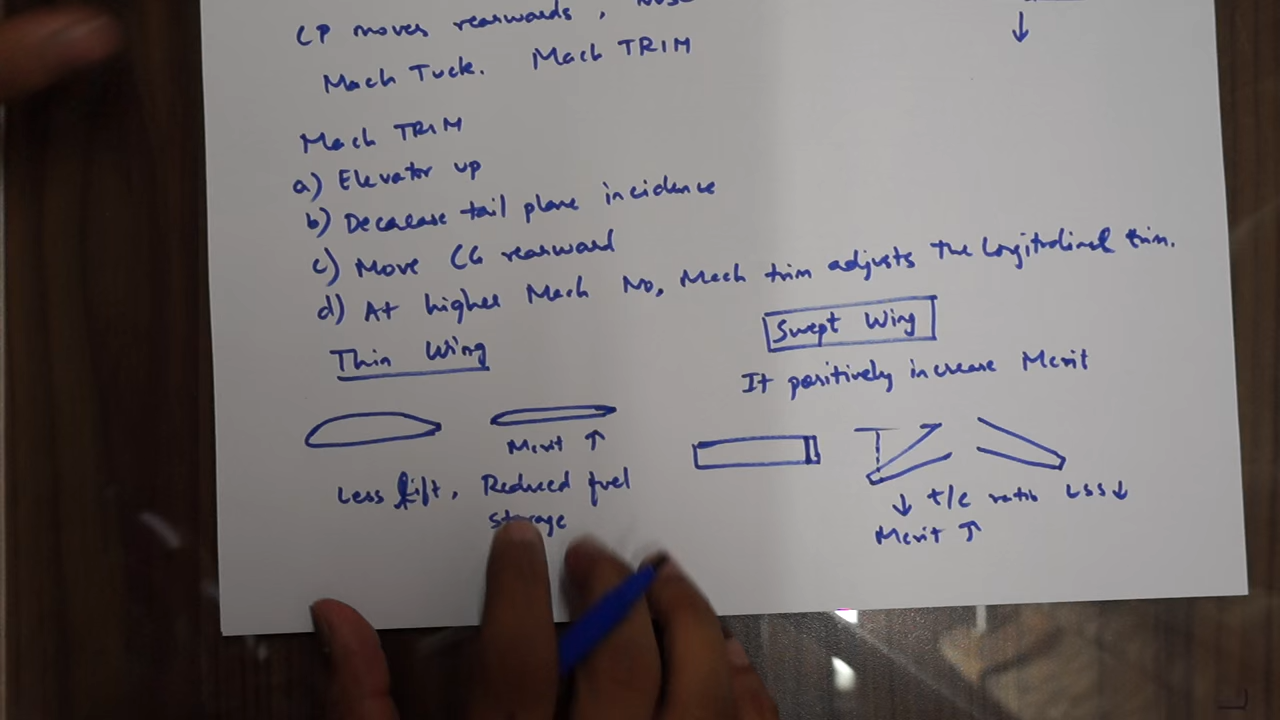 CP moves rearwards, Nose
Mach Tuck. Mach TRIM
Mach TRIM
a) Elevator up
b) Decrease tail plane incidence
c) Move CG rearward
d) At higher Mach No, Mach trim adjusts the Longitudinal trim.
Thin Wing
Mcrit ↑
Less lift, Reduced fuel
storage
Swept Wing
It positively increase Mcrit
↓ t/c ratio LSS ↓
Mcrit ↑